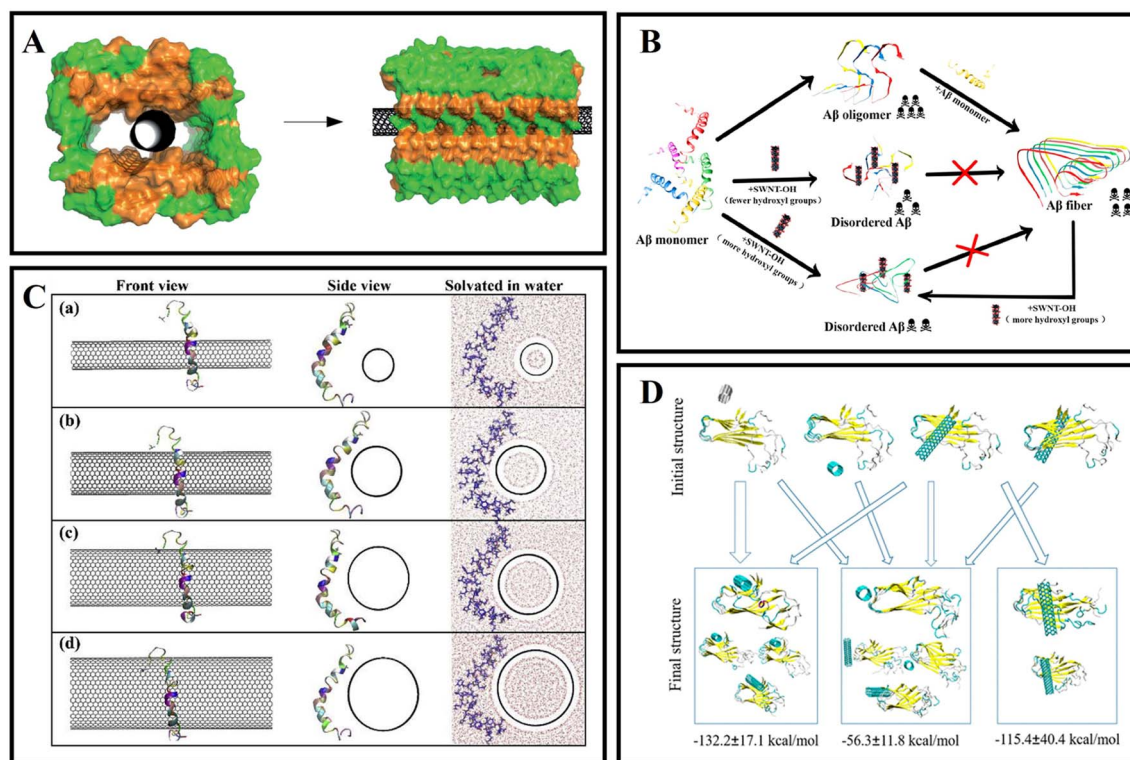 A
B
Aβ oligomer
+Aβ monomer
+SWNT-OH
(fewer hydroxyl groups)
Disordered Aβ
Aβ monomer
+SWNT-OH
( more hydroxyl groups )
Aβ fiber
Disordered Aβ
+SWNT-OH
( more hydroxyl groups )
C
Front view Side view Solvated in water
(a)
(b)
(c)
(d)
D
Initial structure
Final structure
-132.2±17.1 kcal/mol -56.3±11.8 kcal/mol -115.4±40.4 kcal/mol